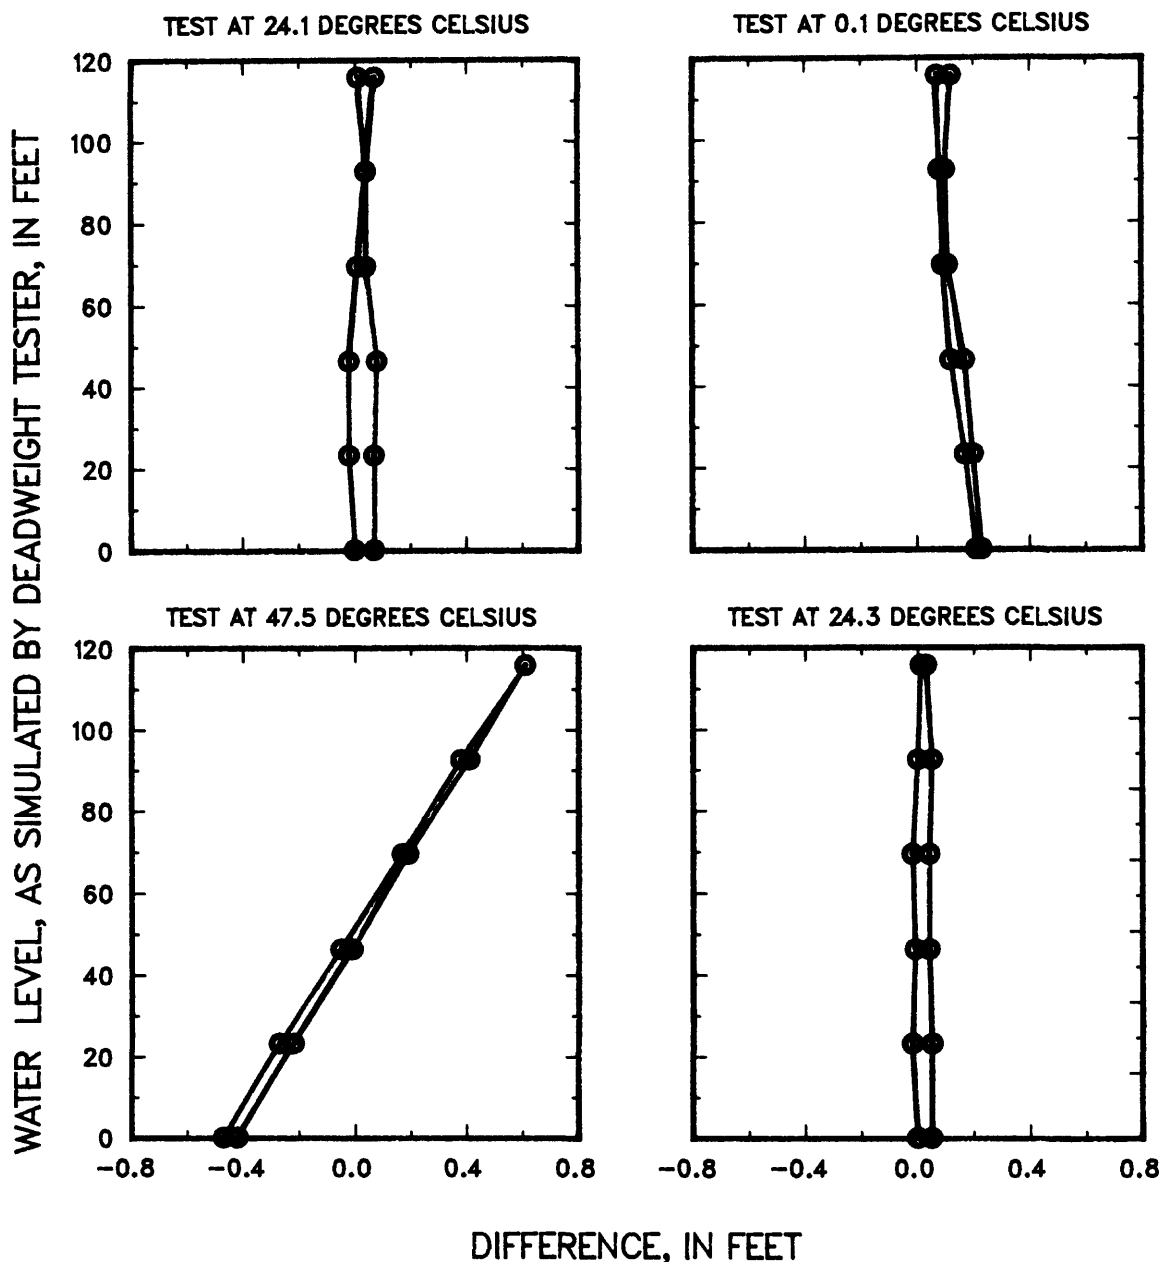 TEST AT 24.1 DEGREES CELSIUS
TEST AT 0.1 DEGREES CELSIUS
120
100
80
60
40
20
0
WATER LEVEL, AS SIMULATED BY DEADWEIGHT TESTER, IN FEET
TEST AT 47.5 DEGREES CELSIUS
TEST AT 24.3 DEGREES CELSIUS
120
100
80
60
40
20
0
-0.8 -0.4 0.0 0.4 0.8
-0.8 -0.4 0.0 0.4 0.8
DIFFERENCE, IN FEET